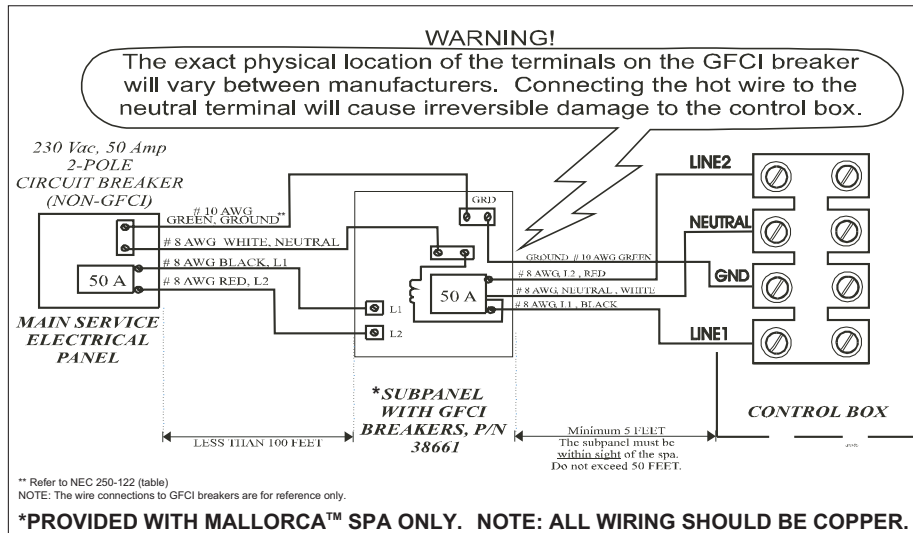 WARNING!
The exact physical location of the terminals on the GFCI breaker
will vary between manufacturers. Connecting the hot wire to the
neutral terminal will cause irreversible damage to the control box.
230 Vac, 50 Amp
2-POLE
CIRCUIT BREAKER
(NON-GFCI)
# 10 AWG
GREEN, GROUND**
# 8 AWG WHITE, NEUTRAL
# 8 AWG BLACK, L1
# 8 AWG RED, L2
50 A
MAIN SERVICE
ELECTRICAL
PANEL
GRD
L1
L2
50 A
GROUND # 10 AWG GREEN
# 8 AWG, L2 , RED
# 8 AWG, NEUTRAL , WHITE
# 8 AWG, L1 , BLACK
LINE2
NEUTRAL
GND
LINE1
*SUBPANEL
WITH GFCI
BREAKERS, P/N
38661
CONTROL BOX
LESS THAN 100 FEET
Minimum 5 FEET
The subpanel must be
within sight of the spa.
Do not exceed 50 FEET.
** Refer to NEC 250-122 (table)
NOTE: The wire connections to GFCI breakers are for reference only.
*PROVIDED WITH MALLORCA™ SPA ONLY. NOTE: ALL WIRING SHOULD BE COPPER.